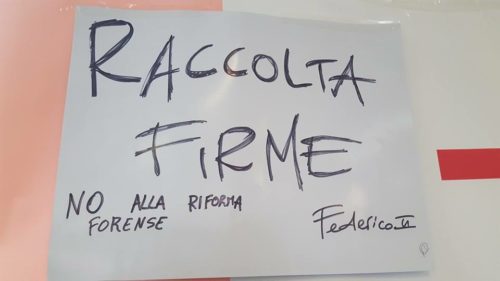 RACCOLTA
FIRME
NO ALLA RIFORMA
FORENSE
Federico II